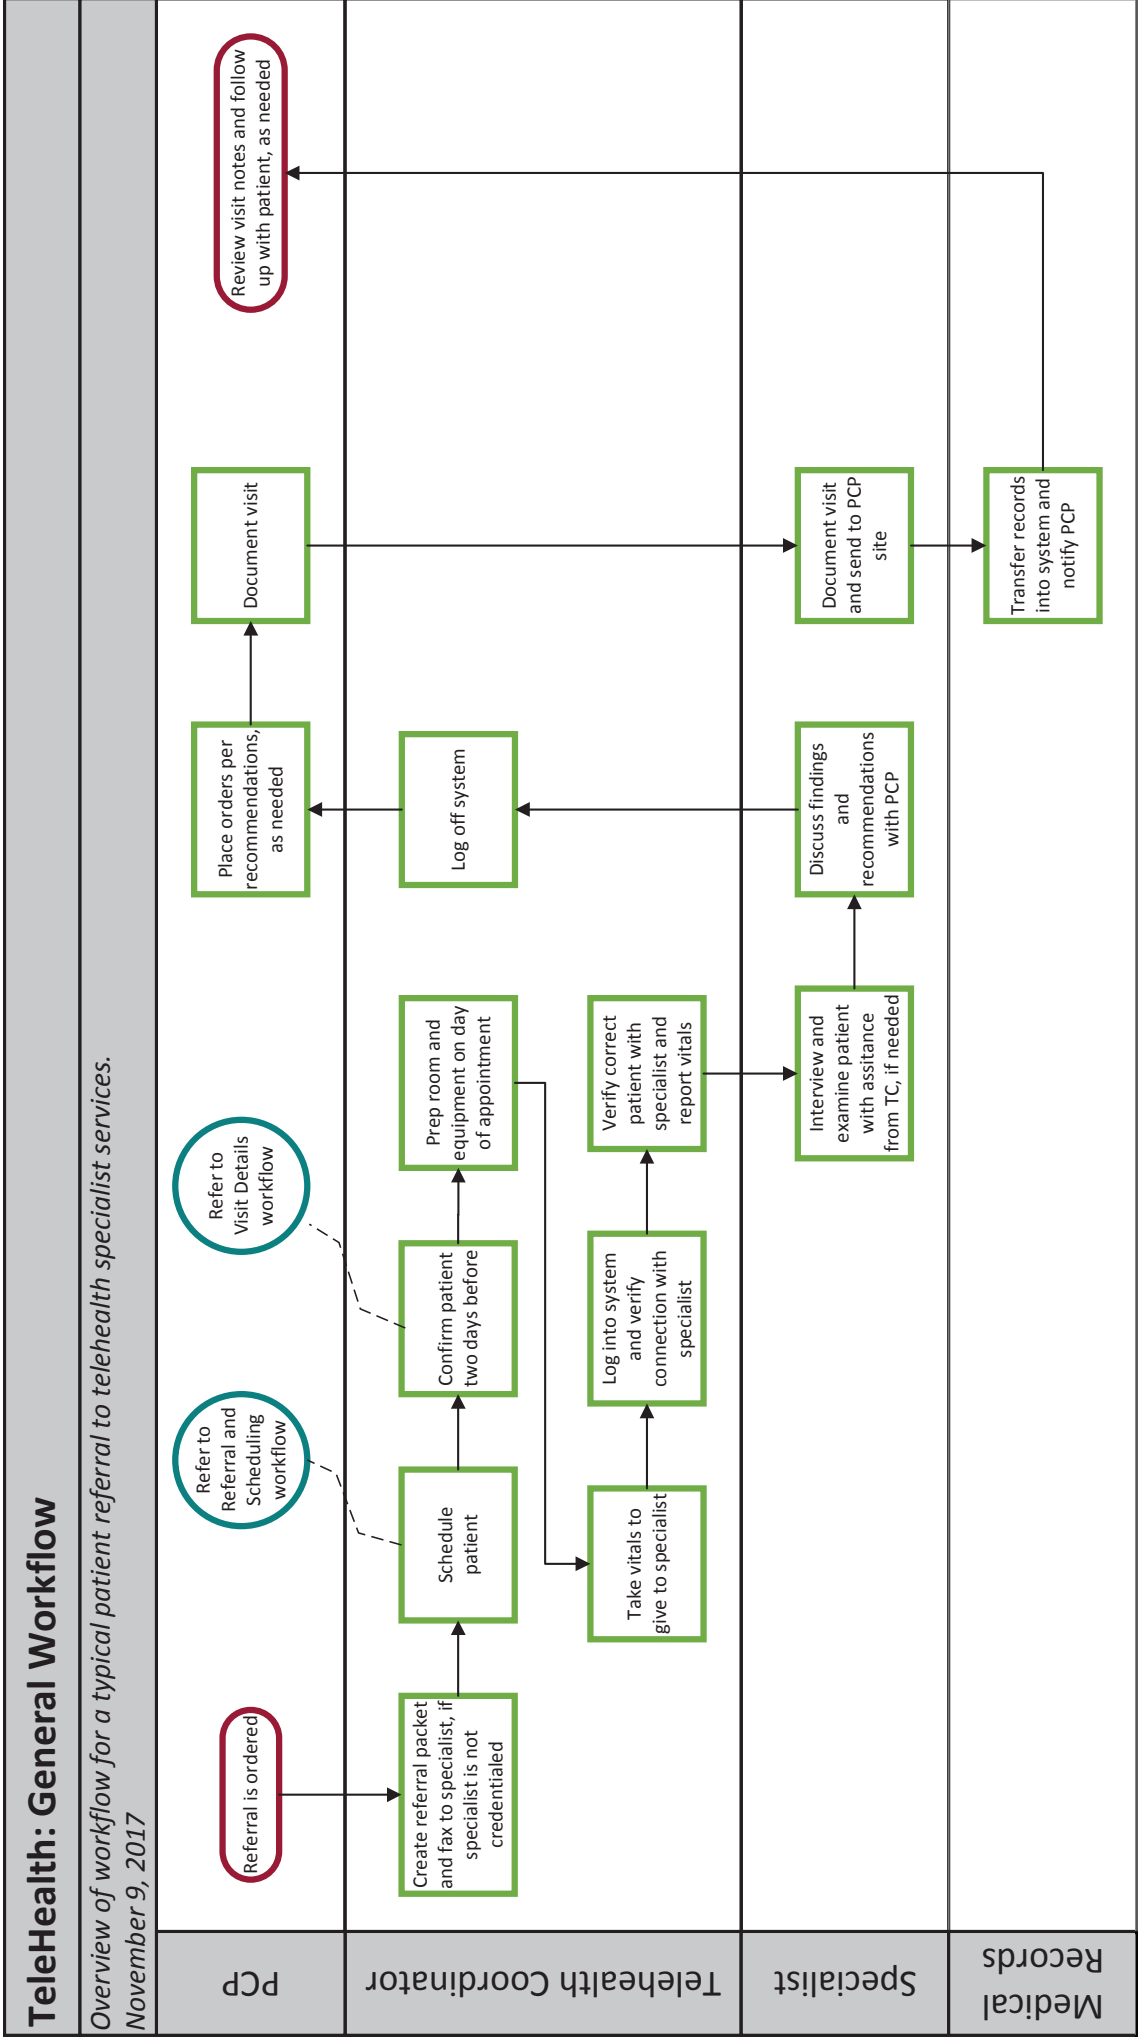 TeleHealth: General Workflow
Overview of workflow for a typical patient referral to telehealth specialist services.
November 9, 2017
PCP
Referral is ordered
Refer to
Referral and
Scheduling
workflow
Refer to
Visit Details
workflow
Place orders per
recommendations,
as needed
Document visit
Review visit notes and follow
up with patient, as needed
Telehealth Coordinator
Create referral packet
and fax to specialist, if
specialist is not
credentialed
Schedule
patient
Confirm patient
two days before
Prep room and
equipment on day
of appointment
Log off system
Take vitals to
give to specialist
Log into system
and verify
connection with
specialist
Verify correct
patient with
specialist and
report vitals
Specialist
Interview and
examine patient
with assitance
from TC, if needed
Discuss findings
and
recommendations
with PCP
Document visit
and send to PCP
site
Medical
Records
Transfer records
into system and
notify PCP